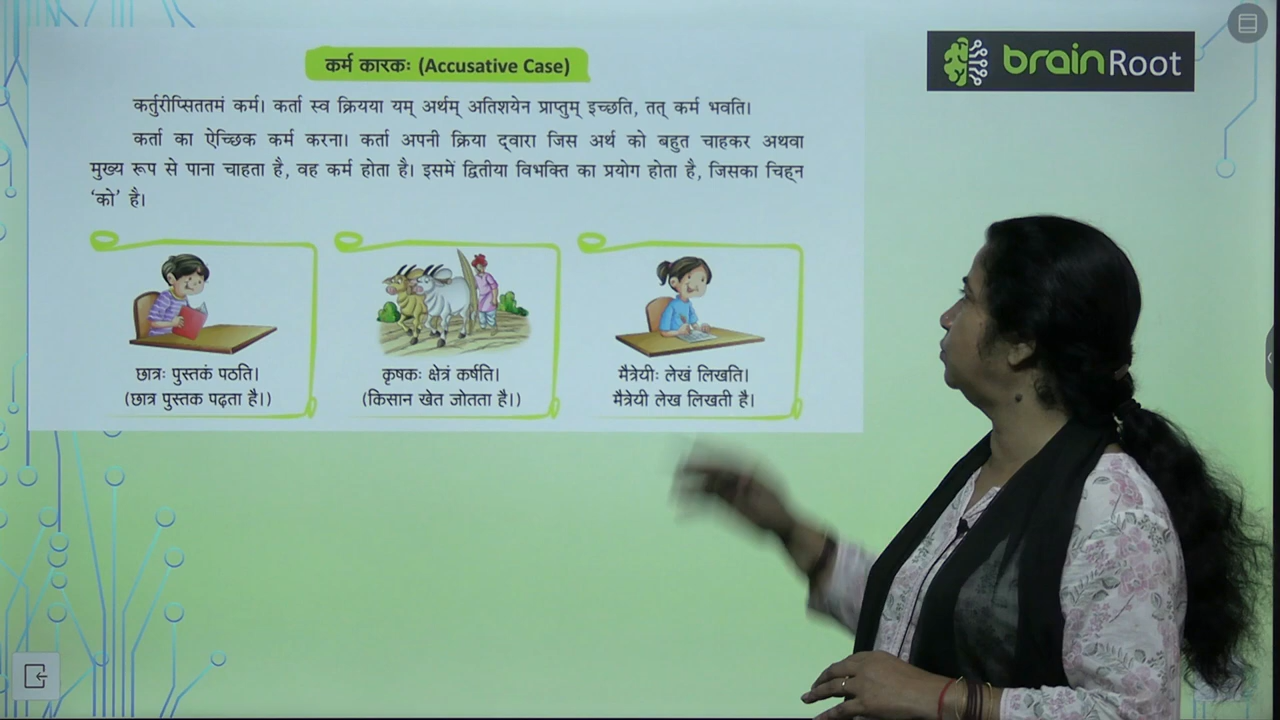 कर्म कारकः (Accusative Case)
brainRoot
कर्तुरीप्सिततमं कर्म। कर्ता स्व क्रियया यम् अर्थम् अतिशयेन प्राप्तुम् इच्छति, तत् कर्म भवति।
कर्ता का ऐच्छिक कर्म करना। कर्ता अपनी क्रिया द्वारा जिस अर्थ को बहुत चाहकर अथवा
मुख्य रूप से पाना चाहता है, वह कर्म होता है। इसमें द्वितीया विभक्ति का प्रयोग होता है, जिसका चिह्न
‘को’ है।
छात्रः पुस्तकं पठति।
(छात्र पुस्तक पढ़ता है।)
कृषकः क्षेत्रं कर्षति।
(किसान खेत जोतता है।)
मैत्रेयीः लेखं लिखति।
मैत्रेयी लेख लिखती है।